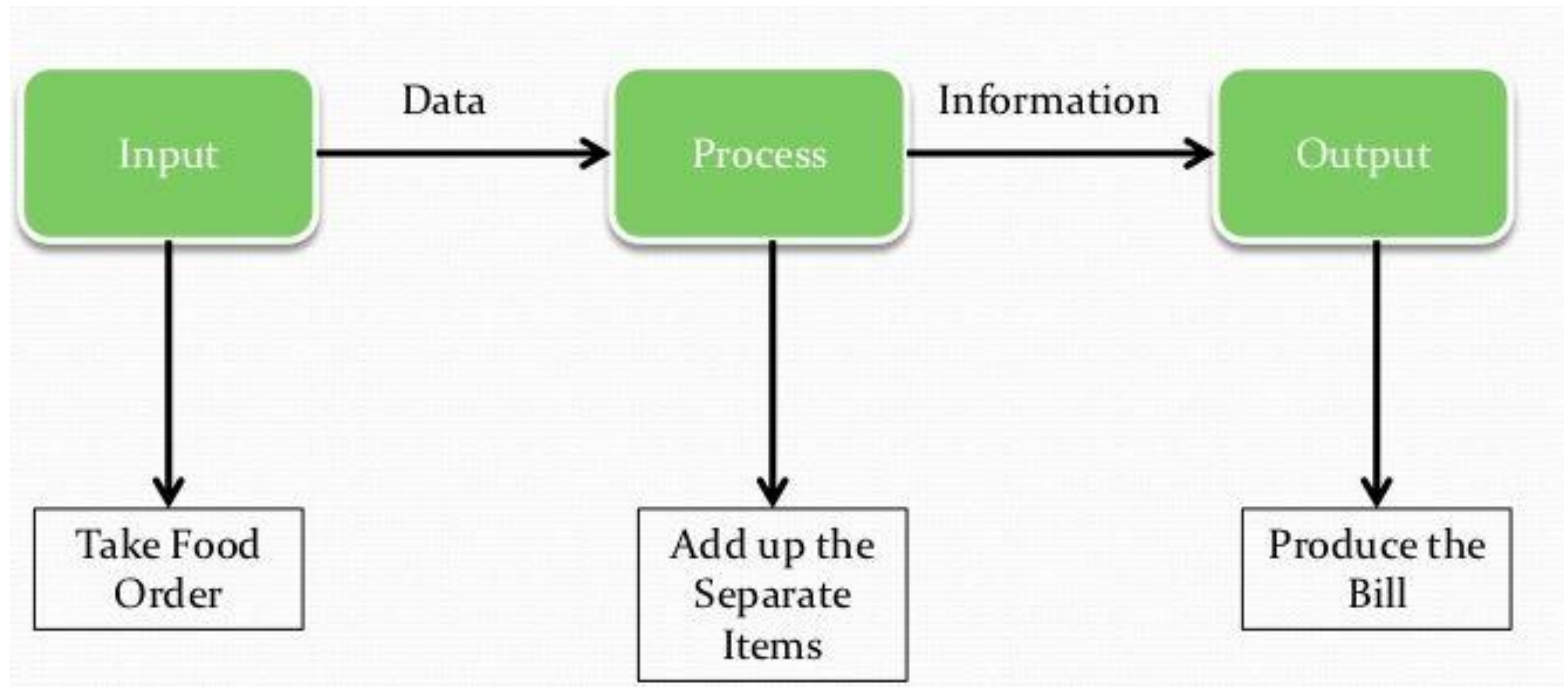 Data
Information
Input
Process
Output
Take Food
Order
Add up the
Separate
Items
Produce the
Bill